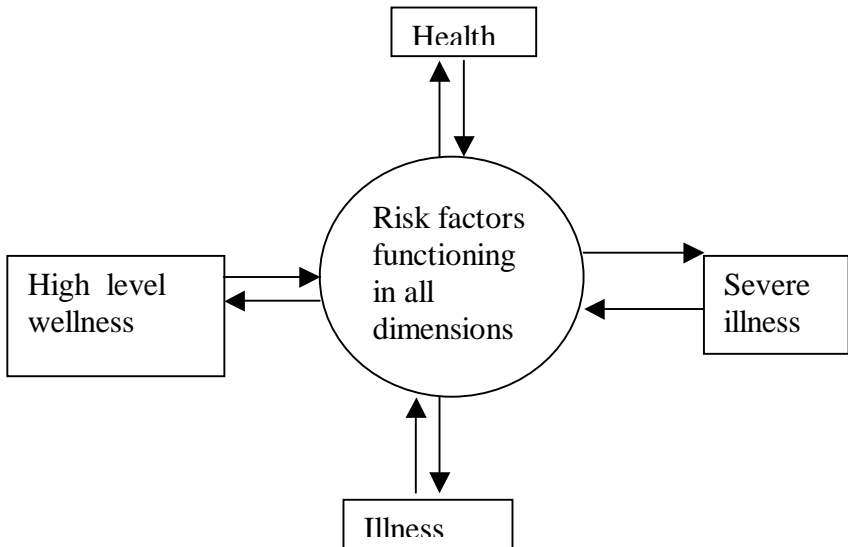 Health
Risk factors
functioning
in all
dimensions
High level
wellness
Severe
illness
Illness